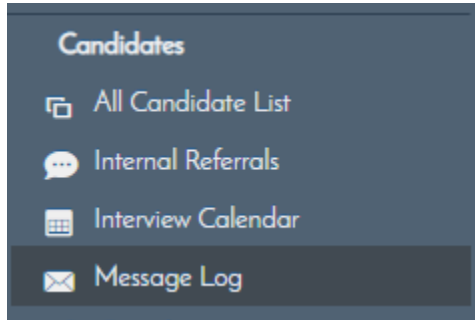 Candidates
All Candidate List
Internal Referrals
Interview Calendar
Message Log